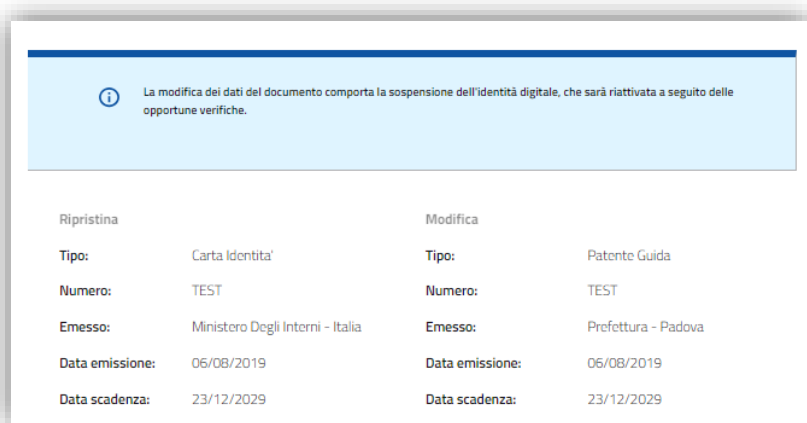 La modifica dei dati del documento comporta la sospensione dell'identità digitale, che sarà riattivata a seguito delle
opportune verifiche.
Ripristina Modifica
Tipo: Carta Identita' Tipo: Patente Guida
Numero: TEST Numero: TEST
Emesso: Ministero Degli Interni - Italia Emesso: Prefettura - Padova
Data emissione: 06/08/2019 Data emissione: 06/08/2019
Data scadenza: 23/12/2029 Data scadenza: 23/12/2029